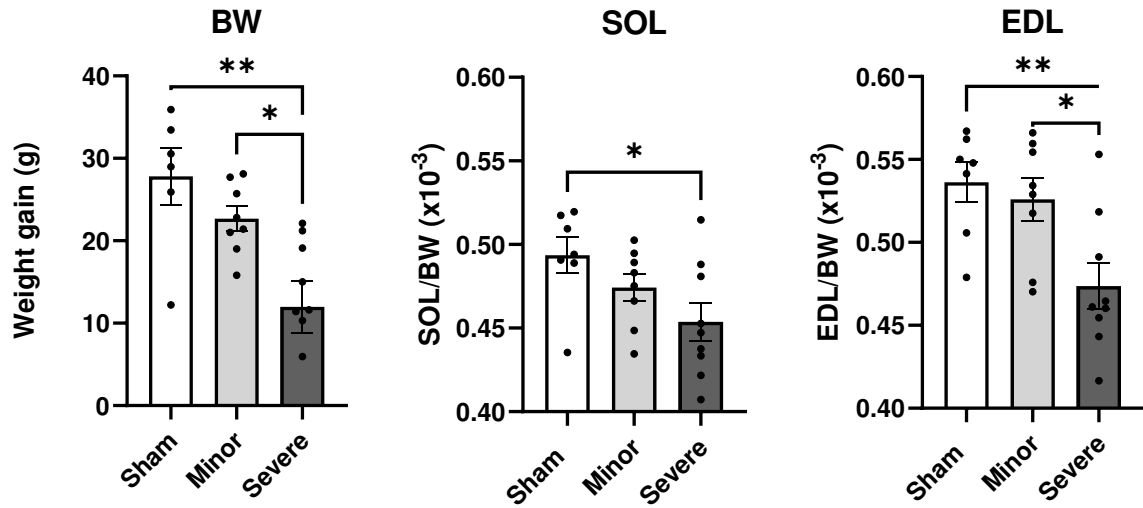 BW
Weight gain (g)
40
30
20
10
0
**
*
Sham
Minor
Severe
SOL
SOL/BW (x10-3)
0.60
0.55
0.50
0.45
0.40
*
Sham
Minor
Severe
EDL
EDL/BW (x10-3)
0.60
0.55
0.50
0.45
0.40
**
*
Sham
Minor
Severe